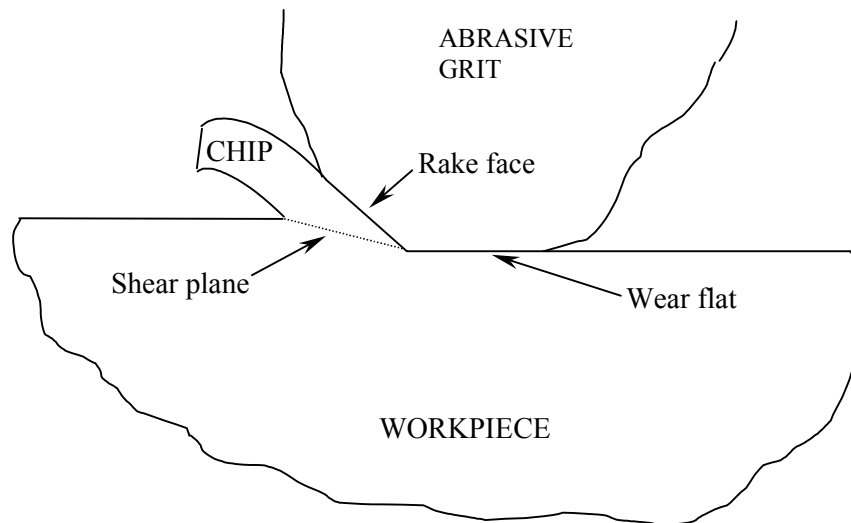 ABRASIVE
GRIT
CHIP
Rake face
Shear plane
Wear flat
WORKPIECE